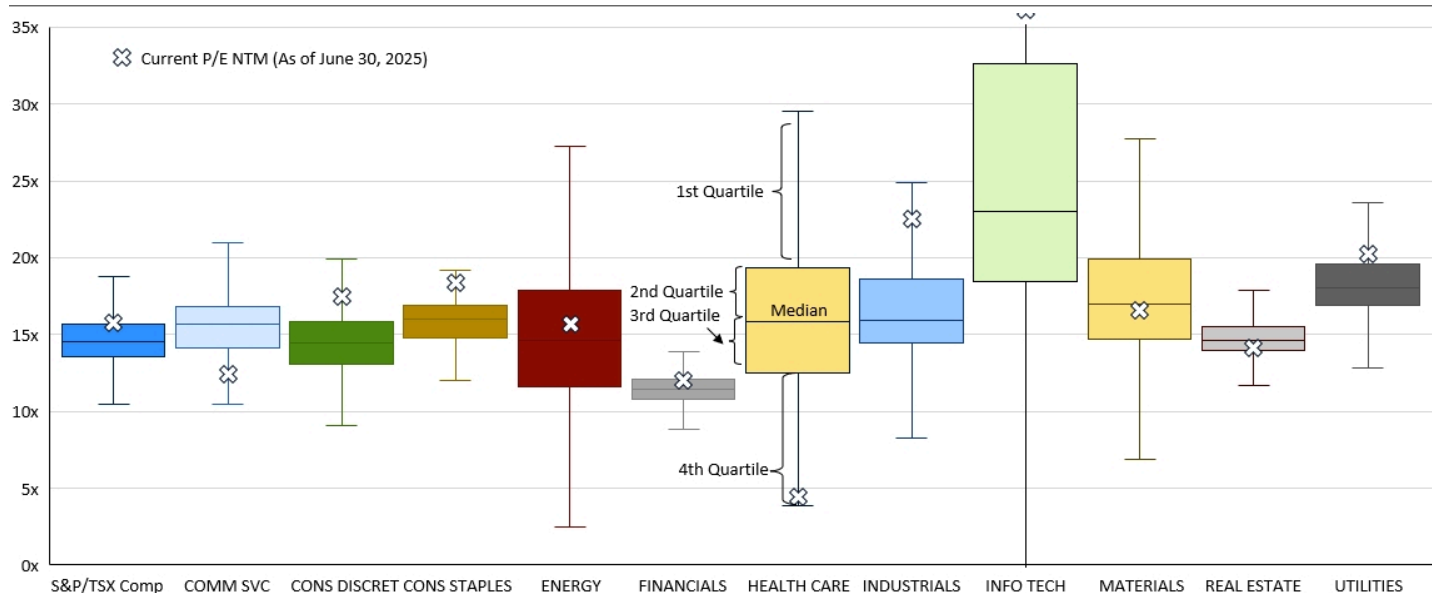 35x
Current P/E NTM (As of June 30, 2025)
30x
25x
1st Quartile
20x
2nd Quartile
3rd Quartile
Median
15x
10x
4th Quartile
5x
0x
S&P/TSX Comp COMM SVC CONS DISCRET CONS STAPLES ENERGY FINANCIALS HEALTH CARE INDUSTRIALS INFO TECH MATERIALS REAL ESTATE UTILITIES